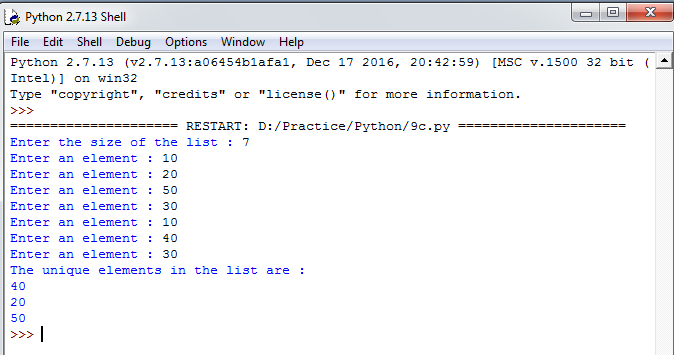 Python 2.7.13 Shell
File Edit Shell Debug Options Window Help
Python 2.7.13 (v2.7.13:a06454b1afa1, Dec 17 2016, 20:42:59) [MSC v.1500 32 bit (
Intel)] on win32
Type "copyright", "credits" or "license()" for more information.
>>>
===================== RESTART: D:/Practice/Python/9c.py =====================
Enter the size of the list : 7
Enter an element : 10
Enter an element : 20
Enter an element : 50
Enter an element : 30
Enter an element : 10
Enter an element : 40
Enter an element : 30
The unique elements in the list are :
40
20
50
>>>